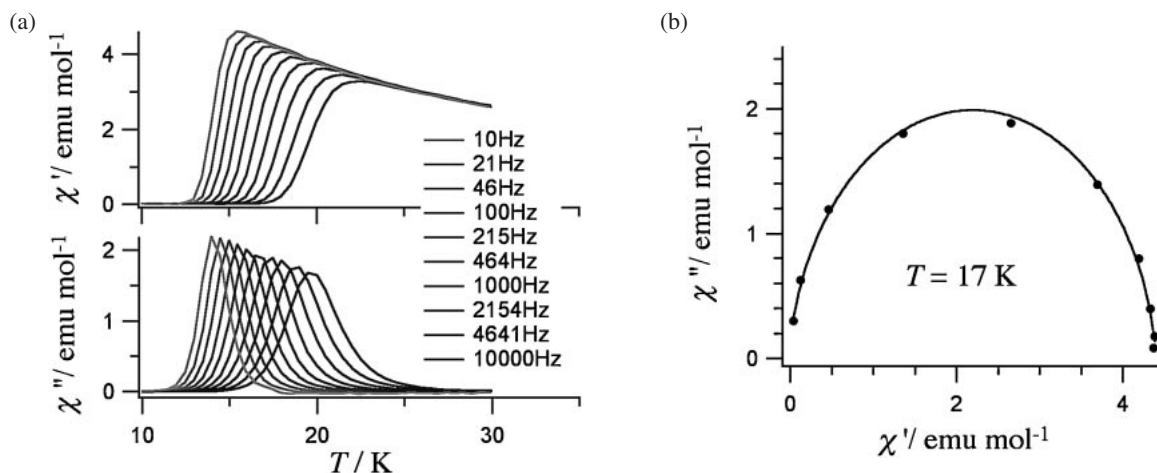 (a)
χ'/ emu mol-1
4
2
0
10Hz
21Hz
46Hz
100Hz
215Hz
464Hz
1000Hz
2154Hz
4641Hz
10000Hz
χ"/ emu mol-1
2
1
0
10
20
30
T / K
(b)
χ"/ emu mol-1
2
1
0
T = 17 K
0
2
4
χ'/ emu mol-1